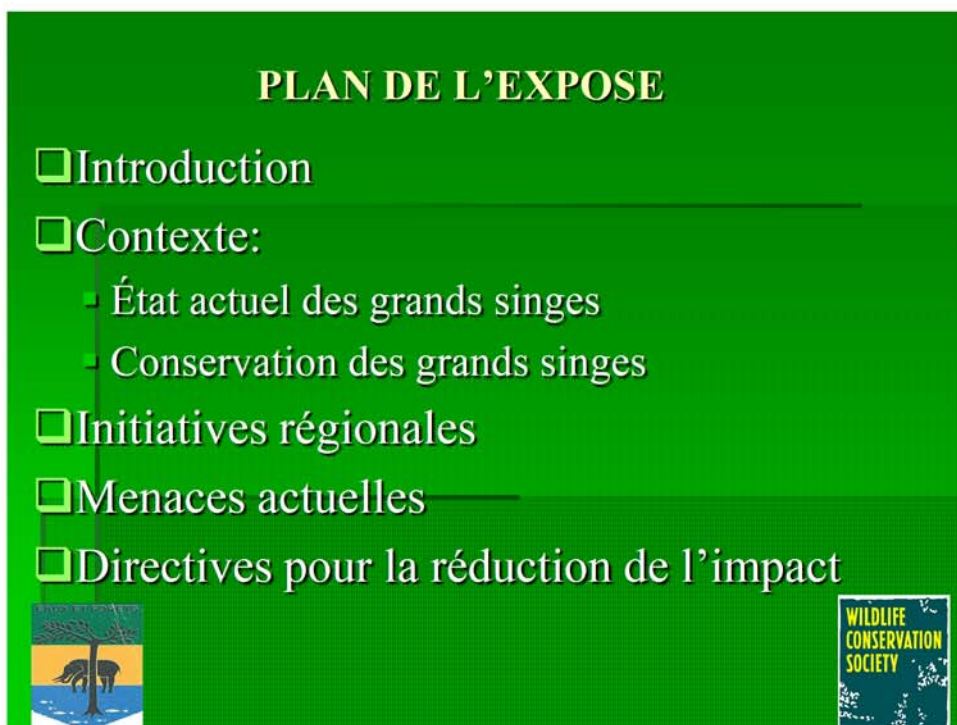 PLAN DE L’EXPOSE
Introduction
Contexte:
État actuel des grands singes
Conservation des grands singes
Initiatives régionales
Menaces actuelles
Directives pour la réduction de l’impact
WILDLIFE
CONSERVATION
SOCIETY